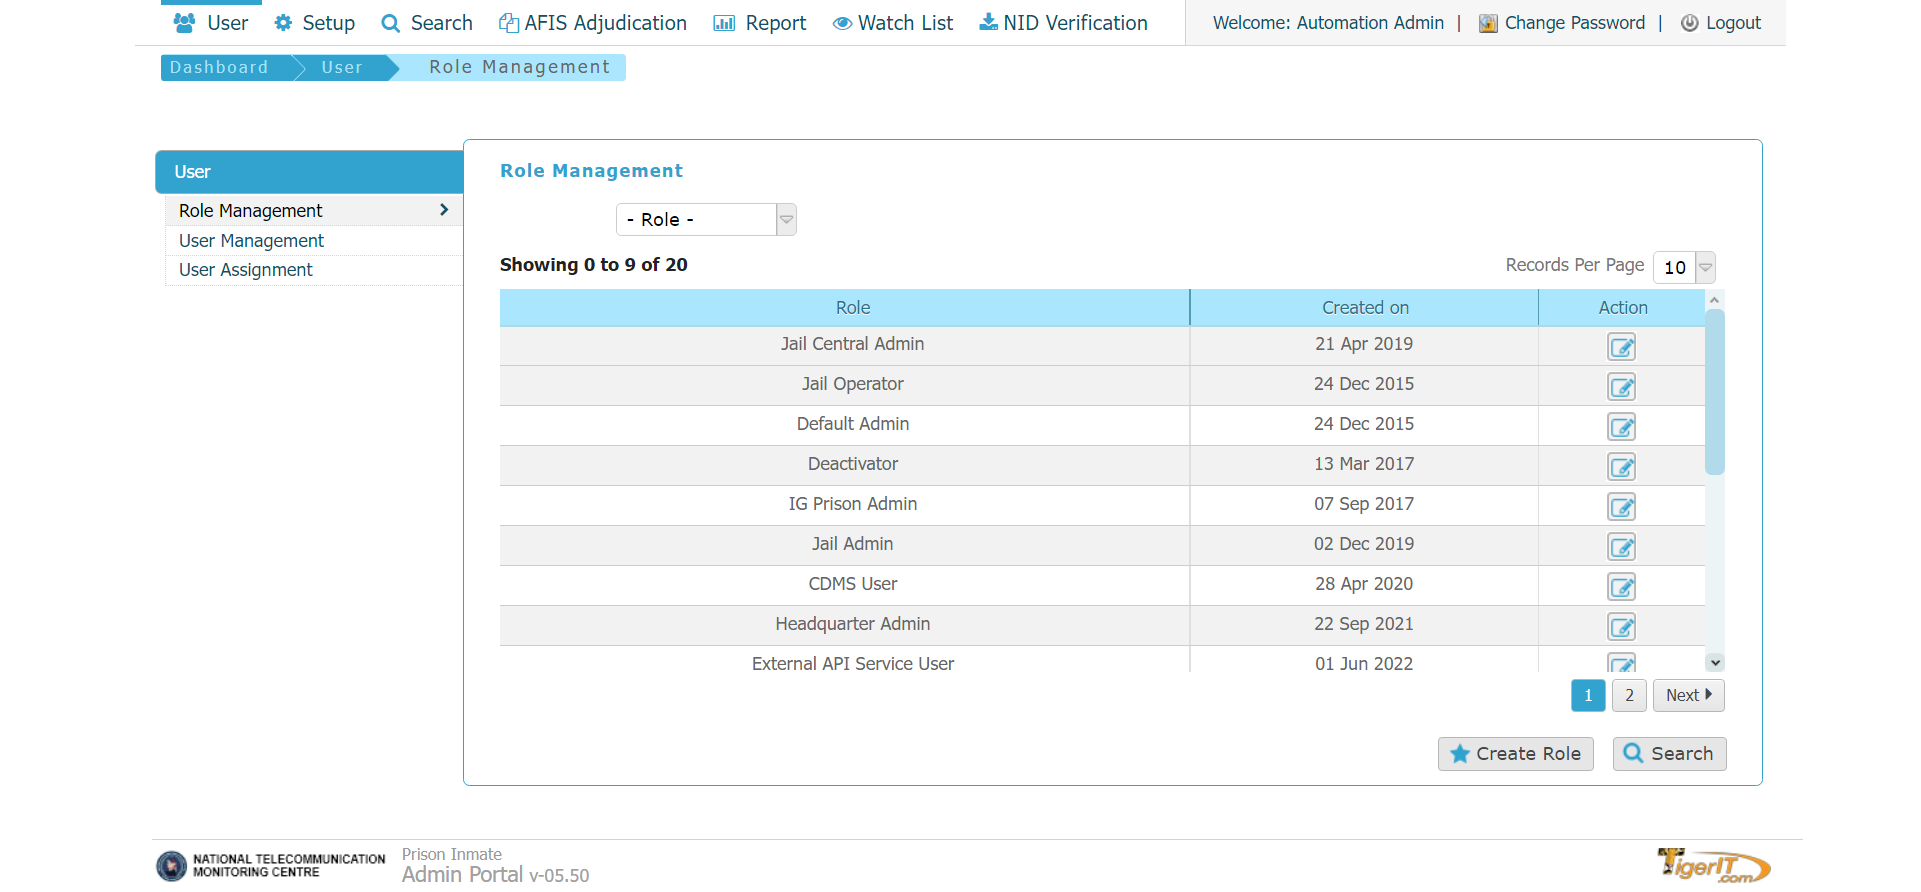 User Setup Search AFIS Adjudication Report Watch List NID Verification Welcome: Automation Admin | Change Password | Logout
Dashboard User Role Management
Role Management
User
Role Management
User Management
User Assignment
- Role -
Showing 0 to 9 of 20 Records Per Page 10
Role Created on Action
Jail Central Admin 21 Apr 2019
Jail Operator 24 Dec 2015
Default Admin 24 Dec 2015
Deactivator 13 Mar 2017
IG Prison Admin 07 Sep 2017
Jail Admin 02 Dec 2019
CDMS User 28 Apr 2020
Headquarter Admin 22 Sep 2021
External API Service User 01 Jun 2022
1 2 Next
Create Role Search
NATIONAL TELECOMMUNICATION
MONITORING CENTRE
Prison Inmate
Admin Portal v-05.50
TigerIT
.com